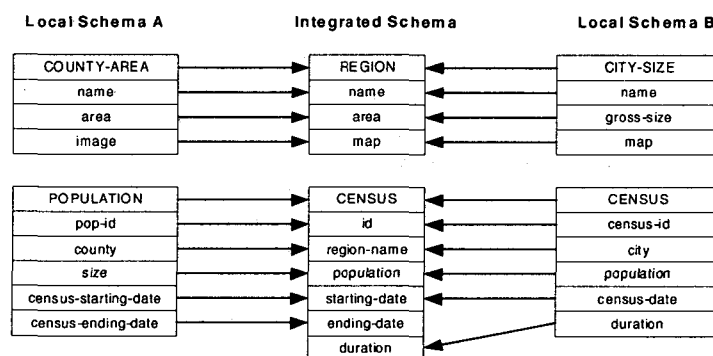 Local Schema A Integrated Schema Local Schema B
COUNTY-AREA REGION CITY-SIZE
name name name
area area gross-size
image map map
POPULATION CENSUS CENSUS
pop-id id census-id
county region-name city
size population population
census-starting-date starting-date census-date
census-ending-date ending-date duration
duration